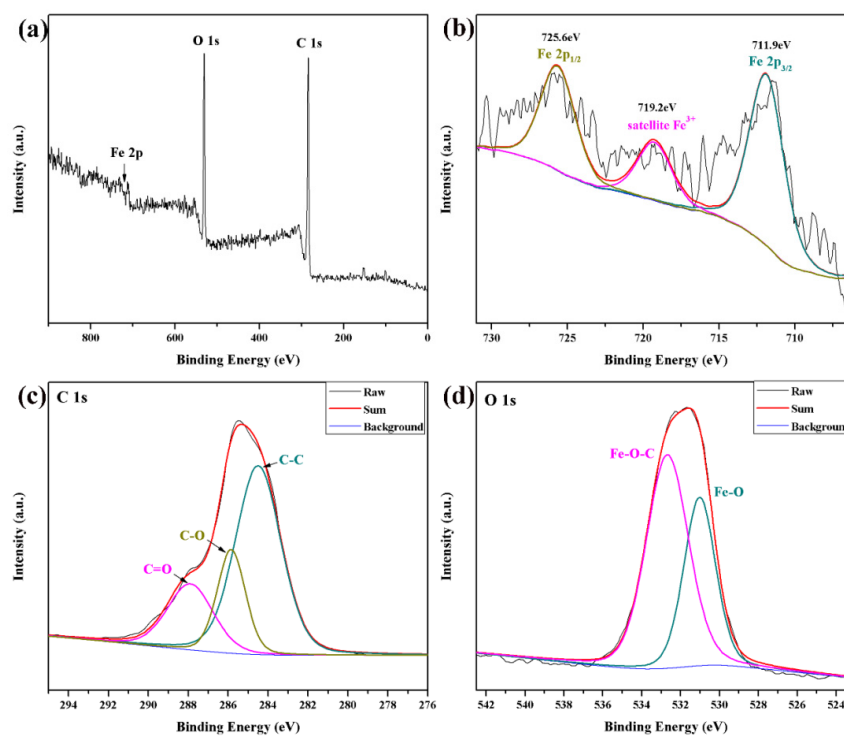 (a)
O 1s
C 1s
Fe 2p
Intensity (a.u.)
800
600
400
200
0
Binding Energy (eV)
(b)
725.6eV
Fe 2p1/2
719.2eV
satellite Fe3+
711.9eV
Fe 2p3/2
Intensity (a.u.)
730
725
720
715
710
Binding Energy (eV)
(c)
C 1s
Raw
Sum
Background
C-C
C-O
C=O
Intensity (a.u.)
294
292
290
288
286
284
282
280
278
276
Binding Energy (eV)
(d)
O 1s
Raw
Sum
Background
Fe-O-C
Fe-O
Intensity (a.u.)
542
540
538
536
534
532
530
528
526
524
Binding Energy (eV)